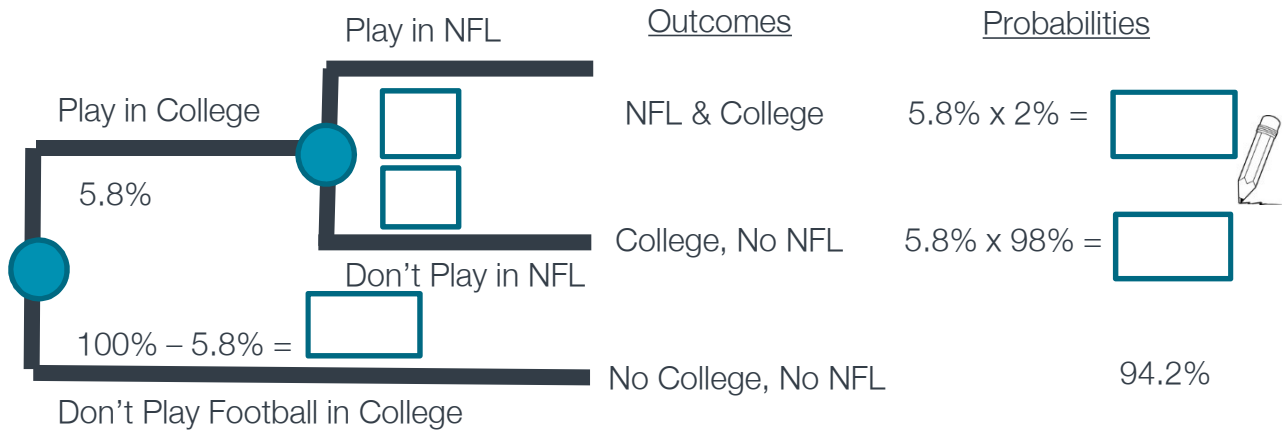 Play in NFL
Outcomes
Probabilities
Play in College
NFL & College
5.8% x 2% =
5.8%
College, No NFL
5.8% x 98% =
Don’t Play in NFL
100% – 5.8% =
No College, No NFL
94.2%
Don’t Play Football in College